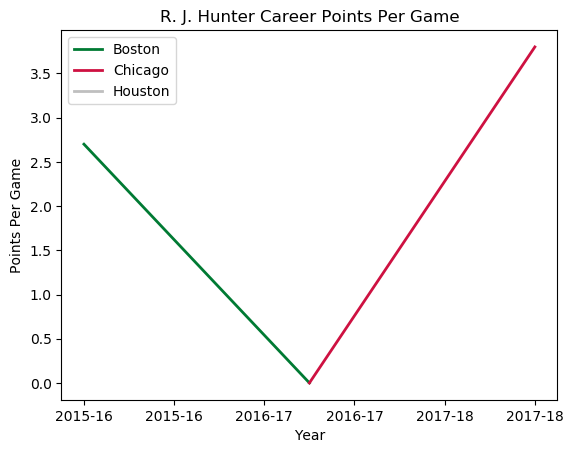 R. J. Hunter Career Points Per Game
Boston
Chicago
Houston
Points Per Game
3.5
3.0
2.5
2.0
1.5
1.0
0.5
0.0
2015-16 2015-16 2016-17 2016-17 2017-18 2017-18
Year